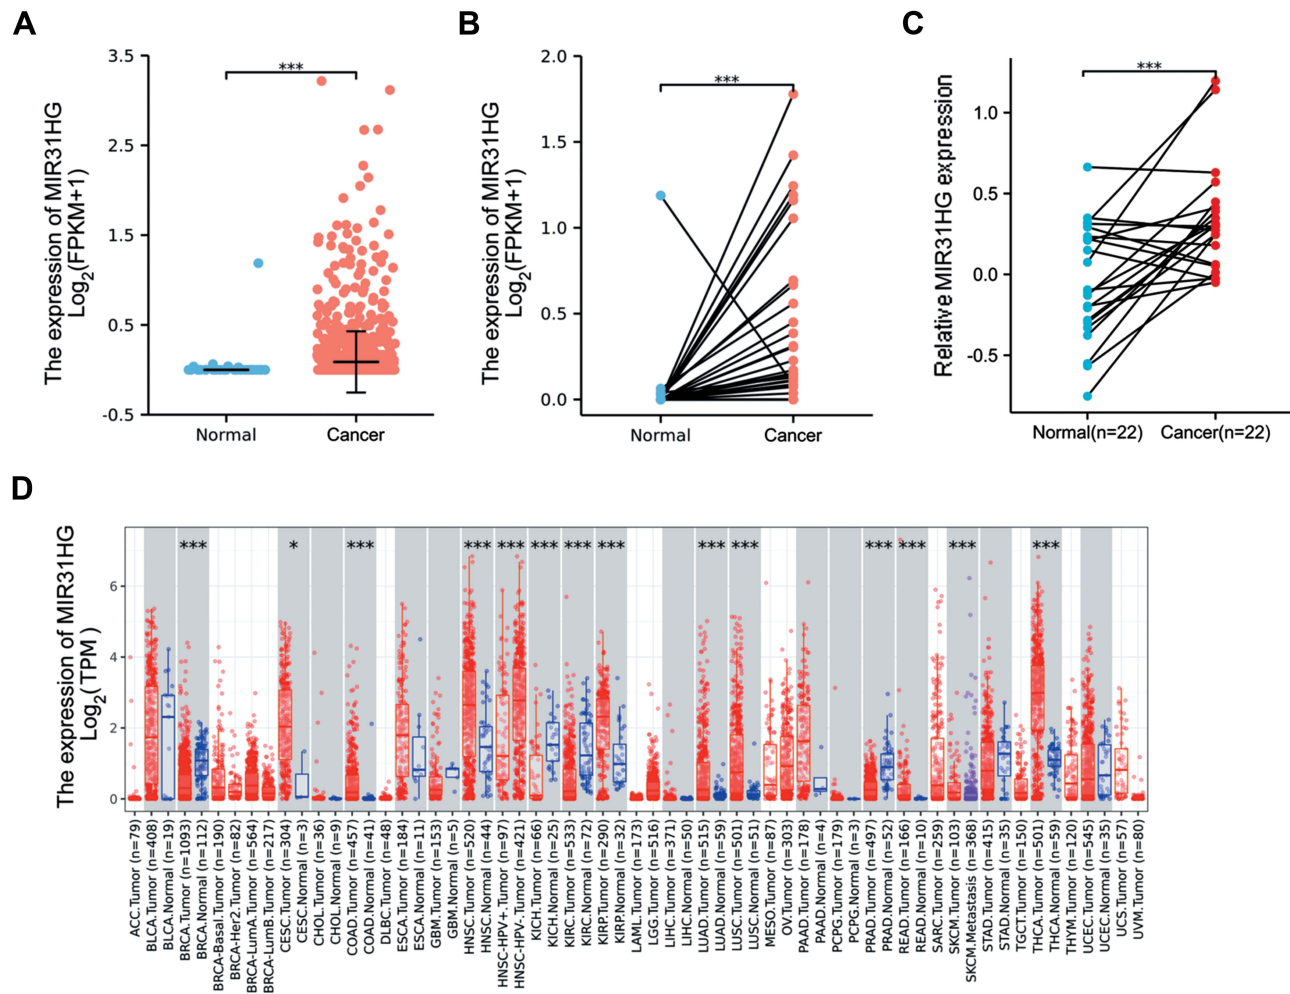 A
B
C
The expression of MIR31HG
Log2(FPKM+1)
3.5
2.5
1.5
0.5
-0.5
***
Normal
Cancer
The expression of MIR31HG
Log2(FPKM+1)
2.0
1.5
1.0
0.5
0.0
***
Normal
Cancer
Relative MIR31HG expression
1.0
0.5
0.0
-0.5
***
Normal(n=22)
Cancer(n=22)
D
The expression of MIR31HG
Log2(TPM)
6
4
2
0
*** * *** *** *** *** *** *** *** *** *** *** *** ***
ACC.Tumor (n=79)
BLCA.Tumor (n=408)
BLCA.Normal (n=19)
BRCA.Tumor (n=1093)
BRCA.Normal (n=112)
BRCA-Basal.Tumor (n=190)
BRCA-Her2.Tumor (n=82)
BRCA-LumA.Tumor (n=564)
BRCA-LumB.Tumor (n=217)
CESC.Tumor (n=304)
CESC.Normal (n=3)
CHOL.Tumor (n=36)
CHOL.Normal (n=9)
COAD.Tumor (n=457)
COAD.Normal (n=41)
DLBC.Tumor (n=48)
ESCA.Tumor (n=184)
ESCA.Normal (n=11)
GBM.Tumor (n=153)
GBM.Normal (n=5)
HNSC.Tumor (n=520)
HNSC.Normal (n=44)
HNSC-HPV+.Tumor (n=97)
HNSC-HPV-.Tumor (n=421)
KICH.Tumor (n=66)
KICH.Normal (n=25)
KIRC.Tumor (n=533)
KIRC.Normal (n=72)
KIRP.Tumor (n=290)
KIRP.Normal (n=32)
LAML.Tumor (n=173)
LGG.Tumor (n=516)
LIHC.Tumor (n=371)
LIHC.Normal (n=50)
LUAD.Tumor (n=515)
LUAD.Normal (n=59)
LUSC.Tumor (n=501)
LUSC.Normal (n=51)
MESO.Tumor (n=87)
OV.Tumor (n=303)
PAAD.Tumor (n=178)
PAAD.Normal (n=4)
PCPG.Tumor (n=179)
PCPG.Normal (n=3)
PRAD.Tumor (n=497)
PRAD.Normal (n=52)
READ.Tumor (n=166)
READ.Normal (n=10)
SARC.Tumor (n=259)
SKCM.Tumor (n=103)
SKCM.Metastasis (n=368)
STAD.Tumor (n=415)
STAD.Normal (n=35)
TGCT.Tumor (n=150)
THCA.Tumor (n=501)
THCA.Normal (n=59)
THYM.Tumor (n=120)
UCEC.Tumor (n=545)
UCEC.Normal (n=35)
UCS.Tumor (n=57)
UVM.Tumor (n=80)